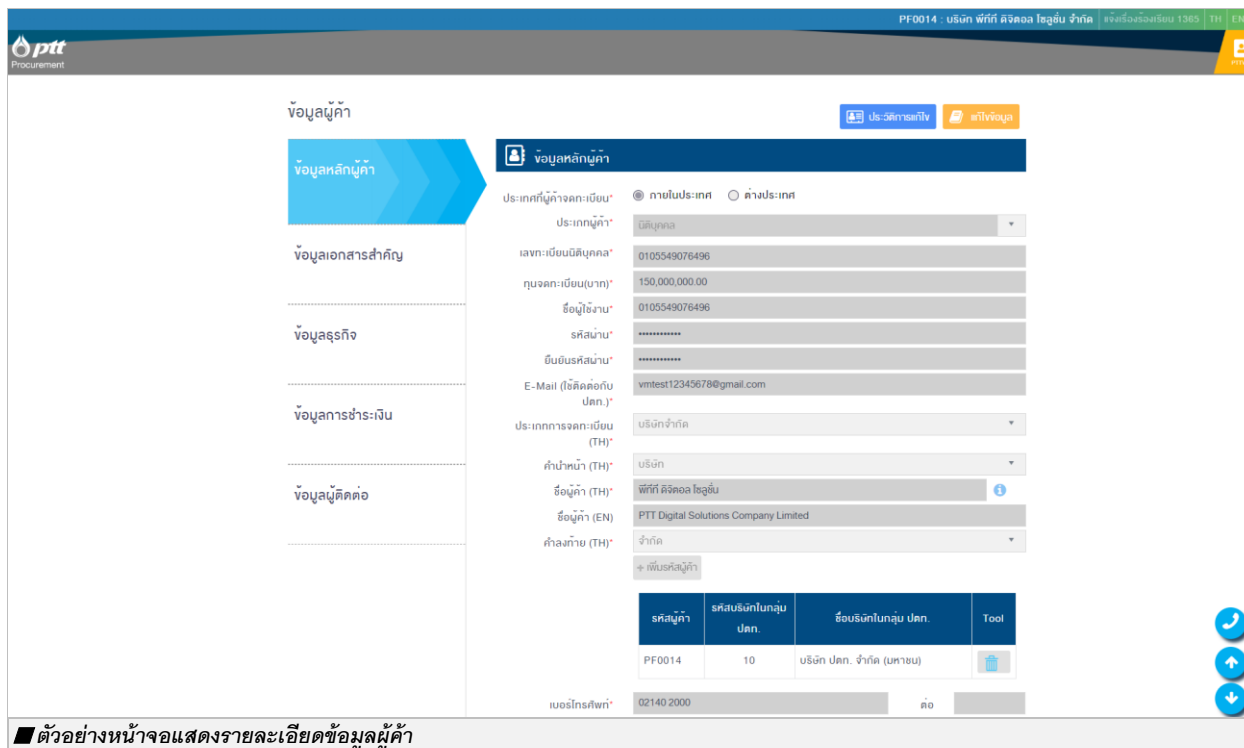 PF0014 : บริษัท พีทีที ดิจิตอล โซลูชั่น จำกัด แจ้งเรื่องร้องเรียน 1365 TH EN
ptt
Procurement
ข้อมูลผู้ค้า
ประวัติการแก้ไข แก้ไขข้อมูล
ข้อมูลหลักผู้ค้า
ข้อมูลเอกสารสำคัญ
ข้อมูลธุรกิจ
ข้อมูลการชำระเงิน
ข้อมูลผู้ติดต่อ
ข้อมูลหลักผู้ค้า
ประเทศที่ผู้ค้าจดทะเบียน* ภายในประเทศ ต่างประเทศ
ประเภทผู้ค้า* นิติบุคคล
เลขทะเบียนนิติบุคคล* 0105549076496
ทุนจดทะเบียน(บาท)* 150,000,000.00
ชื่อผู้ใช้งาน* 0105549076496
รหัสผ่าน* ••••••••••••
ยืนยันรหัสผ่าน* ••••••••••••
E-Mail (ใช้ติดต่อกับ vmtest12345678@gmail.com
ปตท.)*
ประเภทการจดทะเบียน บริษัทจำกัด
(TH)*
คำนำหน้า (TH)* บริษัท
ชื่อผู้ค้า (TH)* พีทีที ดิจิตอล โซลูชั่น
ชื่อผู้ค้า (EN) PTT Digital Solutions Company Limited
คำลงท้าย (TH)* จำกัด
+ เพิ่มรหัสผู้ค้า
รหัสผู้ค้า รหัสบริษัทในกลุ่ม ปตท. ชื่อบริษัทในกลุ่ม ปตท. Tool
PF0014 10 บริษัท ปตท. จำกัด (มหาชน)
เบอร์โทรศัพท์* 02140 2000 ต่อ
ตัวอย่างหน้าจอแสดงรายละเอียดข้อมูลผู้ค้า